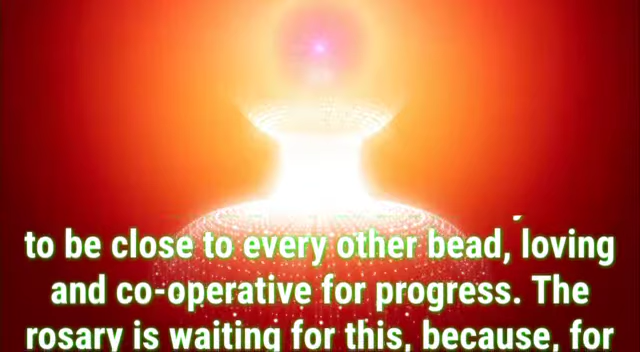 to be close to every other bead, loving
and co-operative for progress. The
rosary is waiting for this, because, for